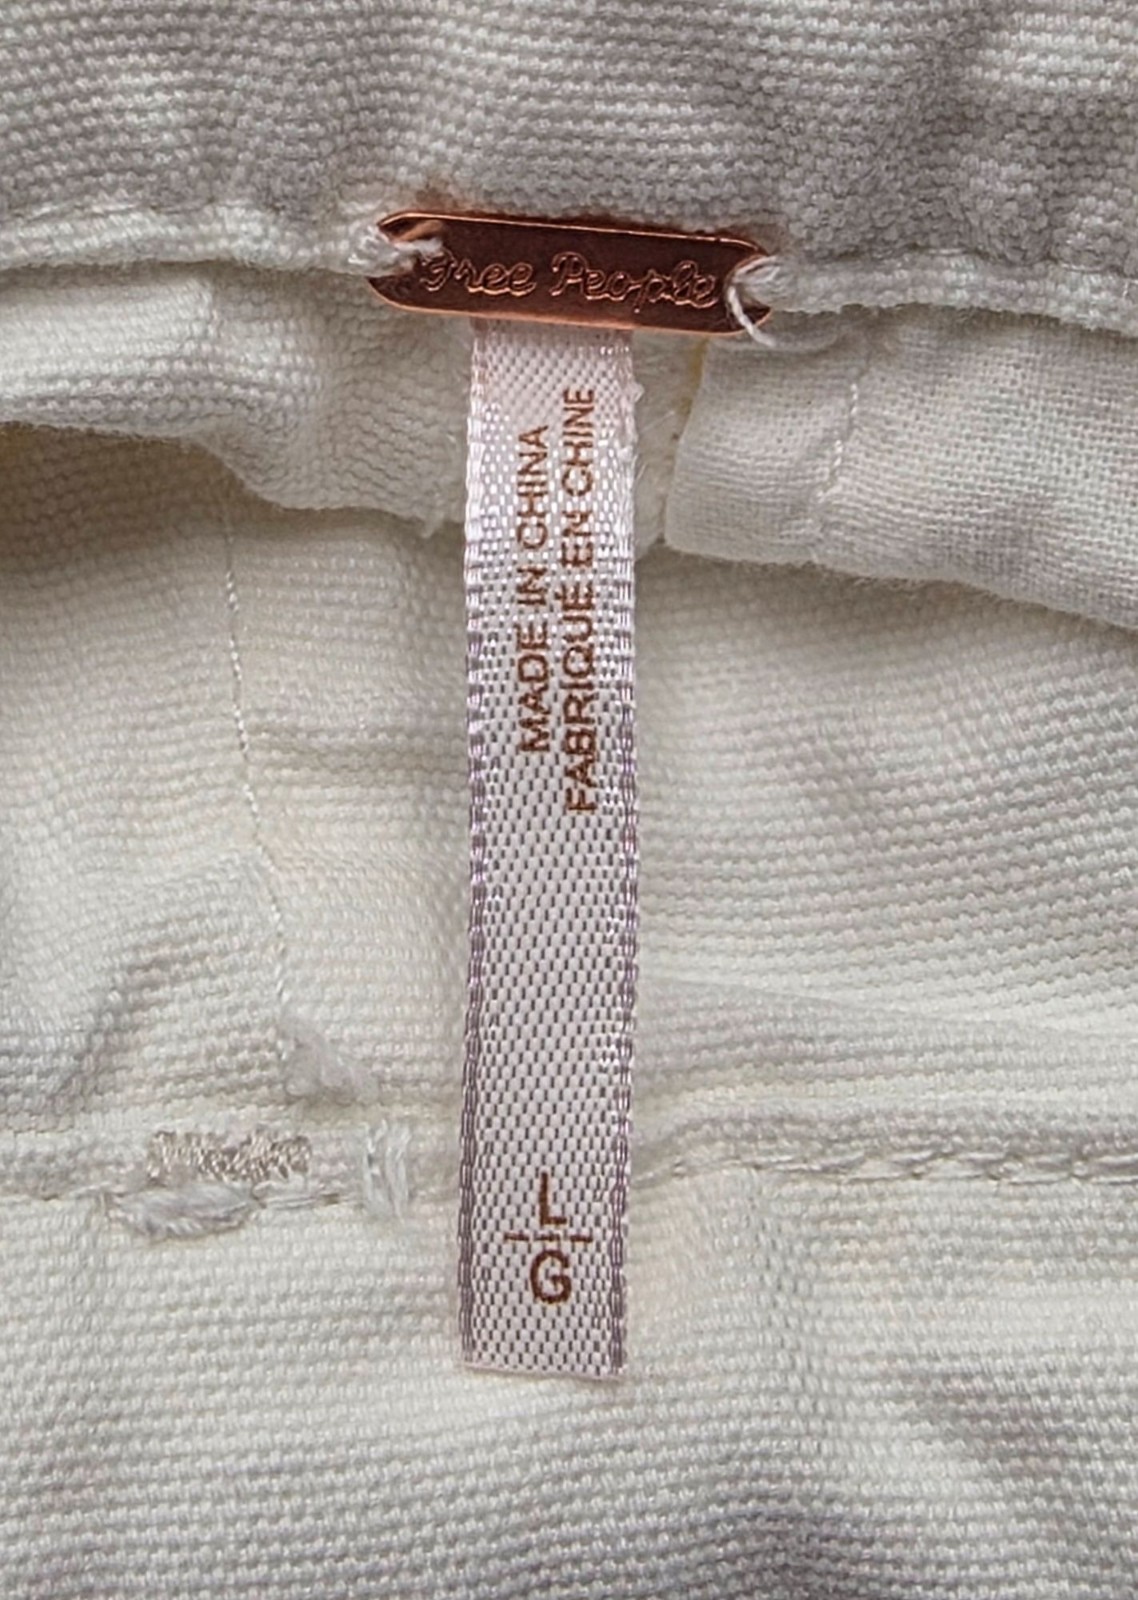 Free People
MADE IN CHINA
FABRIQUÉ EN CHINE
L
G